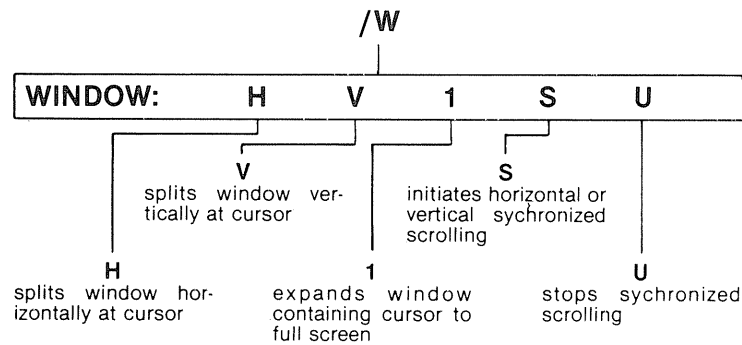 /W
WINDOW: H V 1 S U
V
splits window ver-
tically at cursor
S
initiates horizontal or
vertical sychronized
scrolling
H
splits window hor-
izontally at cursor
1
expands window
containing cursor to
full screen
U
stops sychronized
scrolling